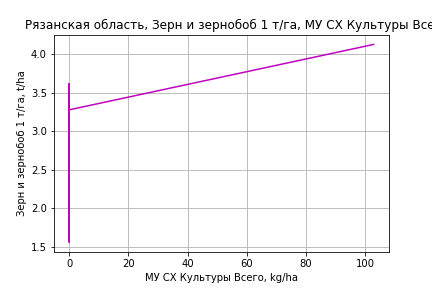 Рязанская область, Зерн и зернобоб 1 т/га, МУ СХ Культуры Все
4.0
3.5
3.0
2.5
2.0
1.5
Зерн и зернобоб 1 т/га, t/ha
0 20 40 60 80 100
МУ СХ Культуры Всего, kg/ha